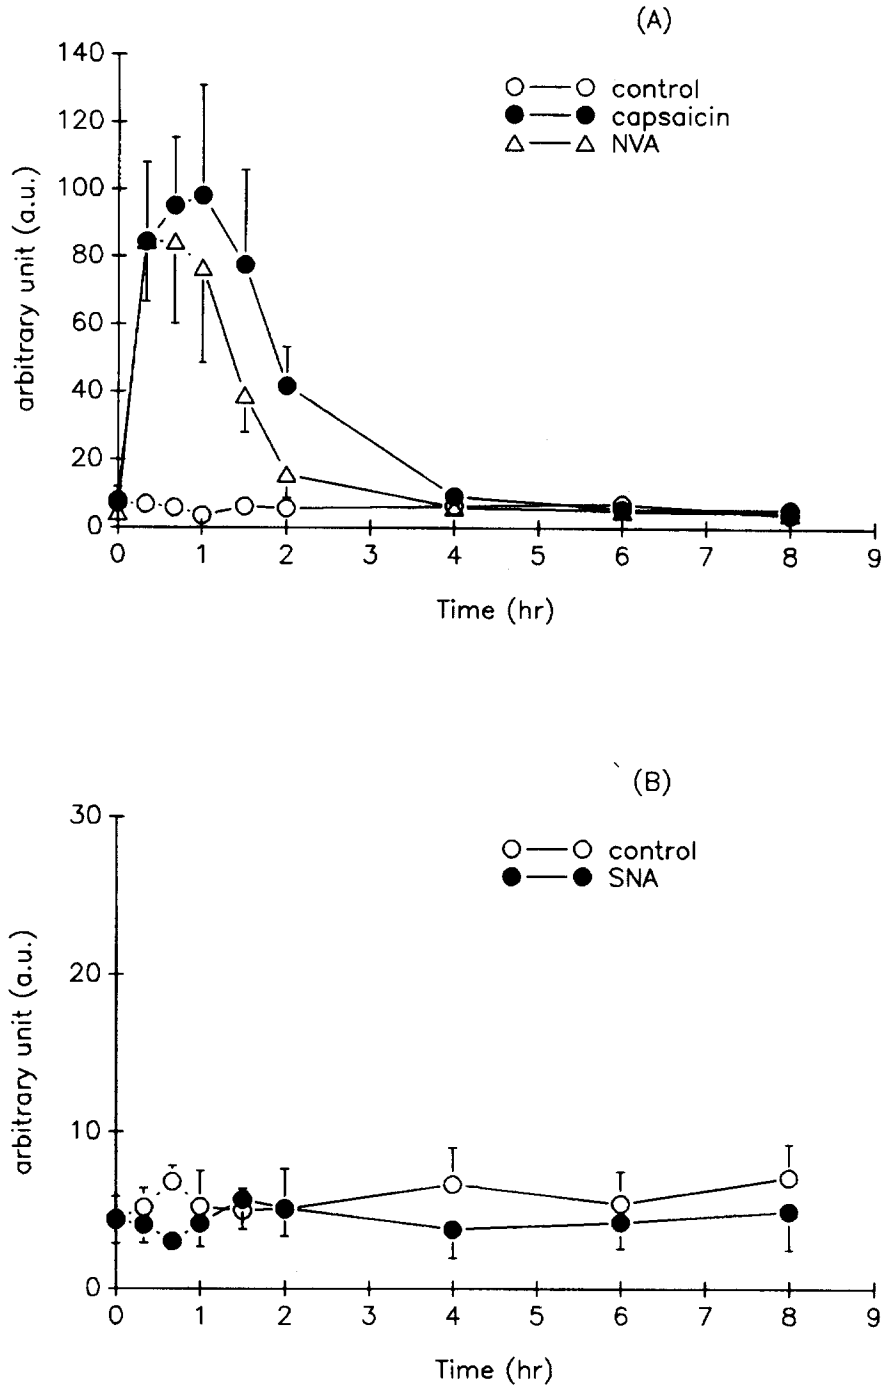 (A)
140
120
100
80
60
40
20
0
arbitrary unit (a.u.)
control
capsaicin
NVA
0 1 2 3 4 5 6 7 8 9
Time (hr)
(B)
30
20
10
0
arbitrary unit (a.u.)
control
SNA
0 1 2 3 4 5 6 7 8 9
Time (hr)